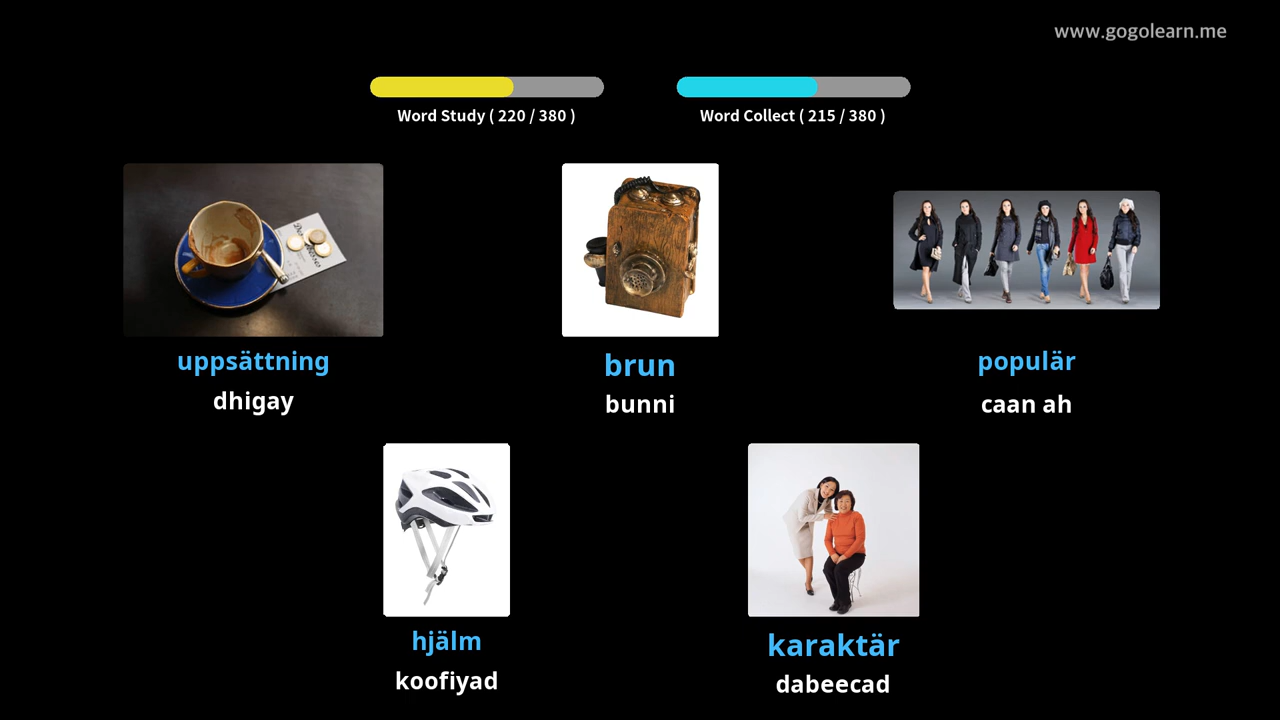 www.gogolearn.me
Word Study ( 220 / 380 )
Word Collect ( 215 / 380 )
uppsättning
dhigay
brun
bunni
populär
caan ah
hjälm
koofiyad
karaktär
dabeecad